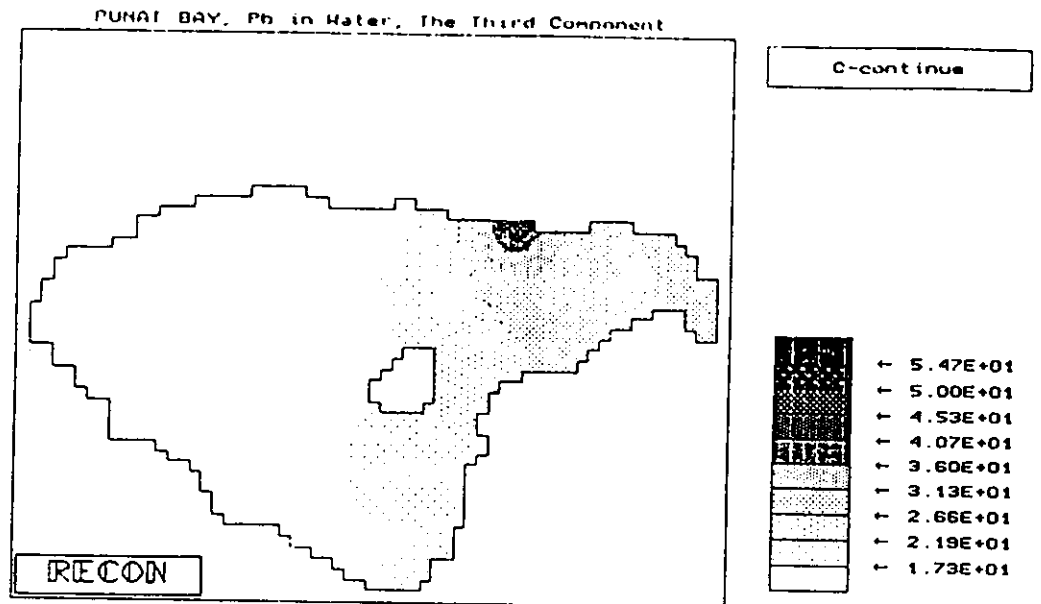 PUNAT BAY, Pb in Water, The Third Component
C-continue
← 5.47E+01
← 5.00E+01
← 4.53E+01
← 4.07E+01
← 3.60E+01
← 3.13E+01
← 2.66E+01
← 2.19E+01
← 1.73E+01
RECON